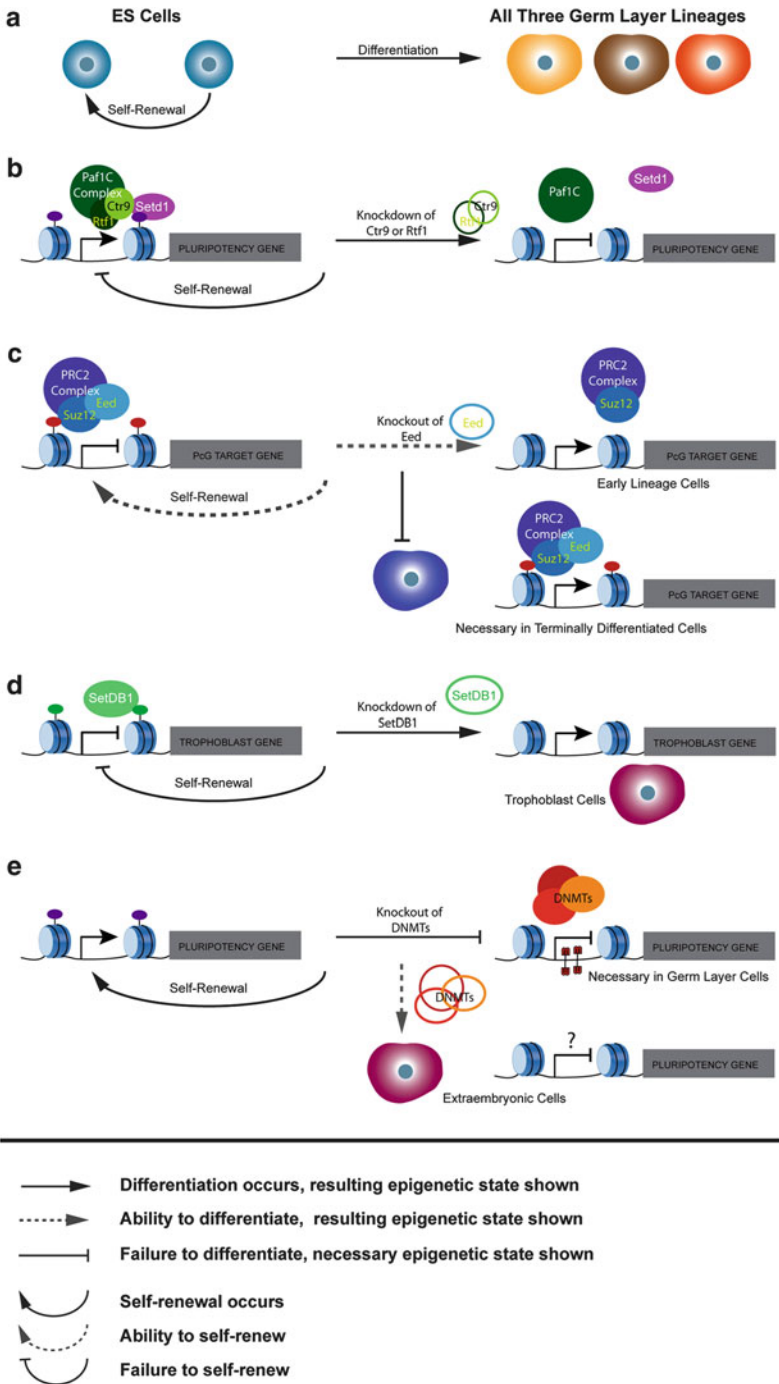 a
ES Cells
All Three Germ Layer Lineages
Differentiation
Self-Renewal
b
Paf1C
Complex
Ctr9
Setd1
Rtf1
PLURIPOTENCY GENE
Self-Renewal
Knockdown of
Ctr9 or Rtf1
Ctr9
Rtf1
Paf1C
Setd1
PLURIPOTENCY GENE
c
PRC2
Complex
Eed
Suz12
PcG TARGET GENE
Self-Renewal
Knockout of
Eed
Eed
PRC2
Complex
Suz12
PcG TARGET GENE
Early Lineage Cells
PRC2
Complex
Eed
Suz12
PcG TARGET GENE
Necessary in Terminally Differentiated Cells
d
SetDB1
TROPHOBLAST GENE
Self-Renewal
Knockdown of
SetDB1
SetDB1
TROPHOBLAST GENE
Trophoblast Cells
e
PLURIPOTENCY GENE
Self-Renewal
Knockout of
DNMTs
DNMTs
DNMTs
PLURIPOTENCY GENE
Necessary in Germ Layer Cells
Extraembryonic Cells
?
PLURIPOTENCY GENE
Differentiation occurs, resulting epigenetic state shown
Ability to differentiate, resulting epigenetic state shown
Failure to differentiate, necessary epigenetic state shown
Self-renewal occurs
Ability to self-renew
Failure to self-renew